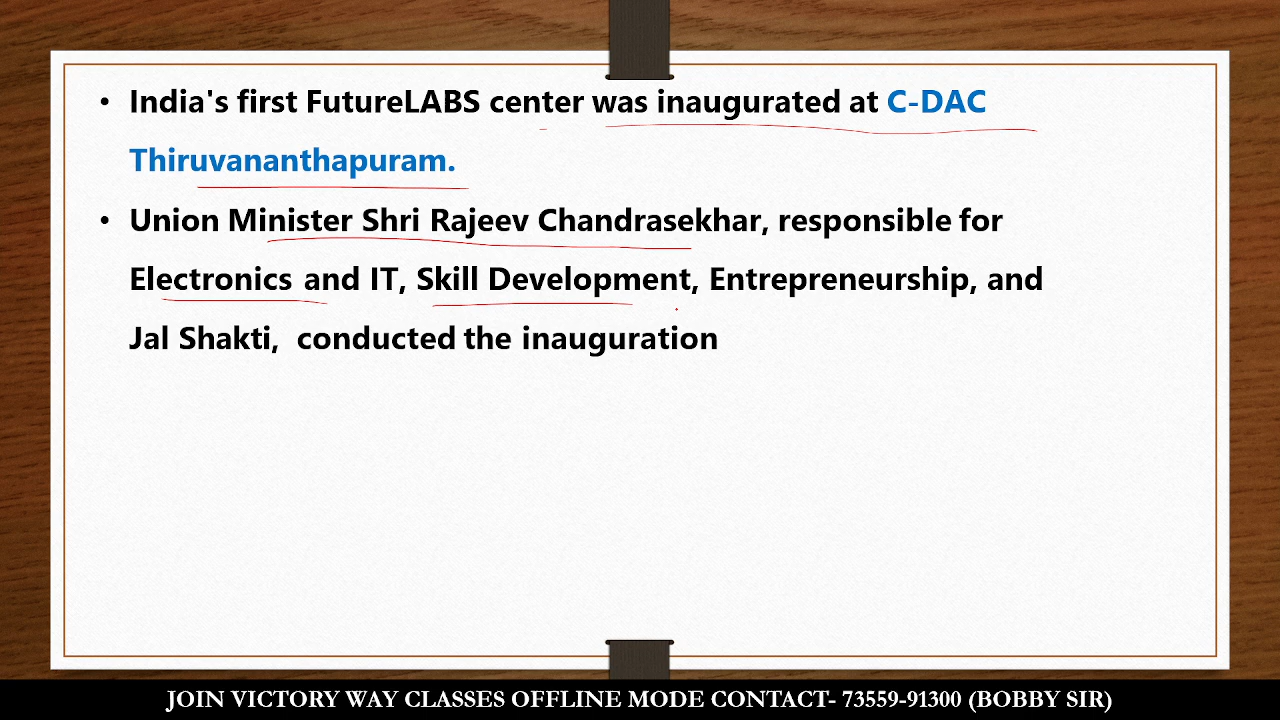 • India's first FutureLABS center was inaugurated at C-DAC
Thiruvananthapuram.
• Union Minister Shri Rajeev Chandrasekhar, responsible for
Electronics and IT, Skill Development, Entrepreneurship, and
Jal Shakti, conducted the inauguration
JOIN VICTORY WAY CLASSES OFFLINE MODE CONTACT- 73559-91300 (BOBBY SIR)